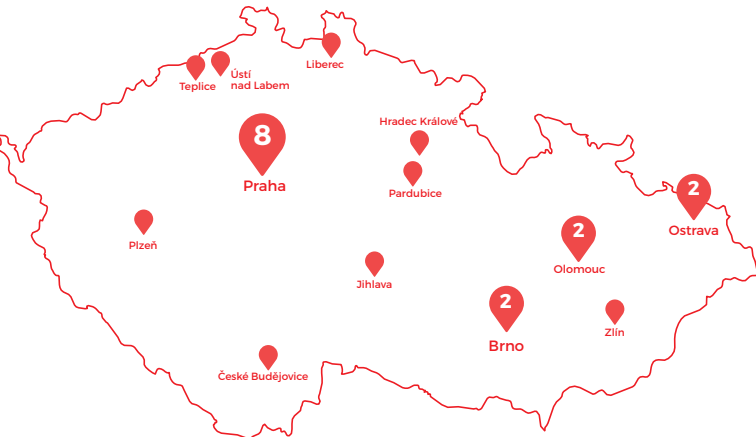 Liberec
Teplice
Ústí
nad Labem
Hradec Králové
8
Praha
Pardubice
2
Ostrava
Plzeň
2
Olomouc
Jihlava
2
Brno
Zlín
České Budějovice